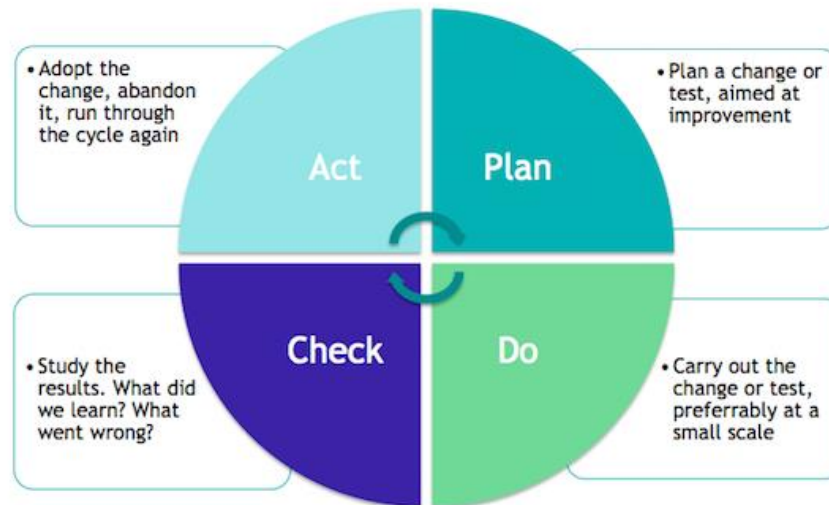 • Adopt the
change, abandon
it, run through
the cycle again
Act
Plan
• Plan a change or
test, aimed at
improvement
• Study the
results. What did
we learn? What
went wrong?
Check
Do
• Carry out the
change or test,
preferrably at a
small scale